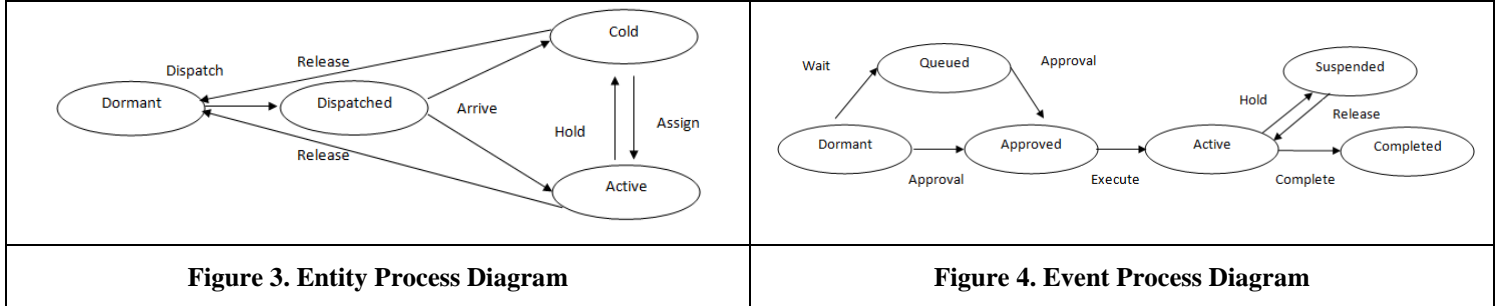 Cold
Release
Dispatch
Dormant
Dispatched
Arrive
Hold
Assign
Release
Active
Figure 3. Entity Process Diagram
Wait
Queued
Approval
Suspended
Hold
Release
Dormant
Approved
Active
Completed
Approval
Execute
Complete
Figure 4. Event Process Diagram